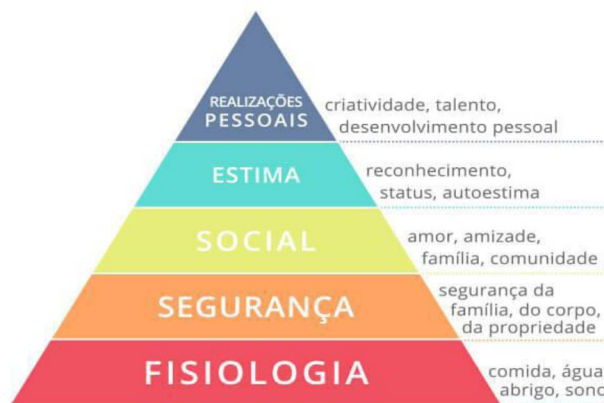 REALIZAÇÕES
PESSOAIS
criatividade, talento,
desenvolvimento pessoal
ESTIMA
reconhecimento,
status, autoestima
SOCIAL
amor, amizade,
família, comunidade
SEGURANÇA
segurança da
família, do corpo,
da propriedade
FISIOLOGIA
comida, água
abrigo, sono